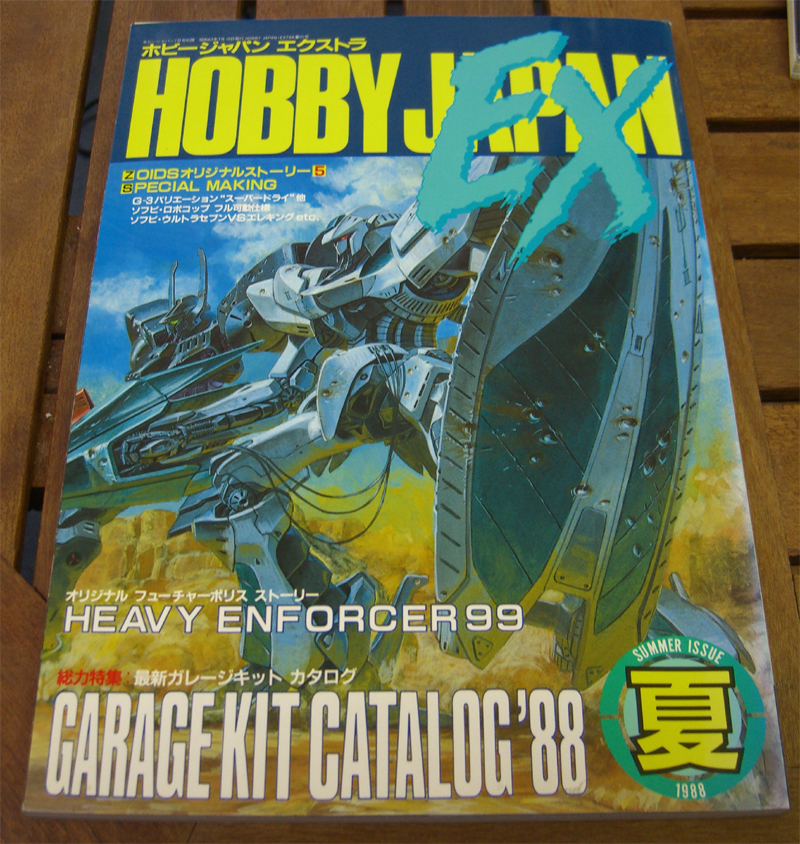 ホビージャパン エクストラ
HOBBY JAPAN
EX
ZOIDSオリジナルストーリー5
SPECIAL MAKING
G-3バリエーション"スーパードライ"他
ソフビ・ロボコップ フル可動仕様
ソフビ・ウルトラセブンVSエレキングetc.
オリジナル フューチャーポリス ストーリー
HEAVY ENFORCER 99
総力特集：最新ガレージキット カタログ
GARAGE KIT CATALOG '88
SUMMER ISSUE
夏
1988